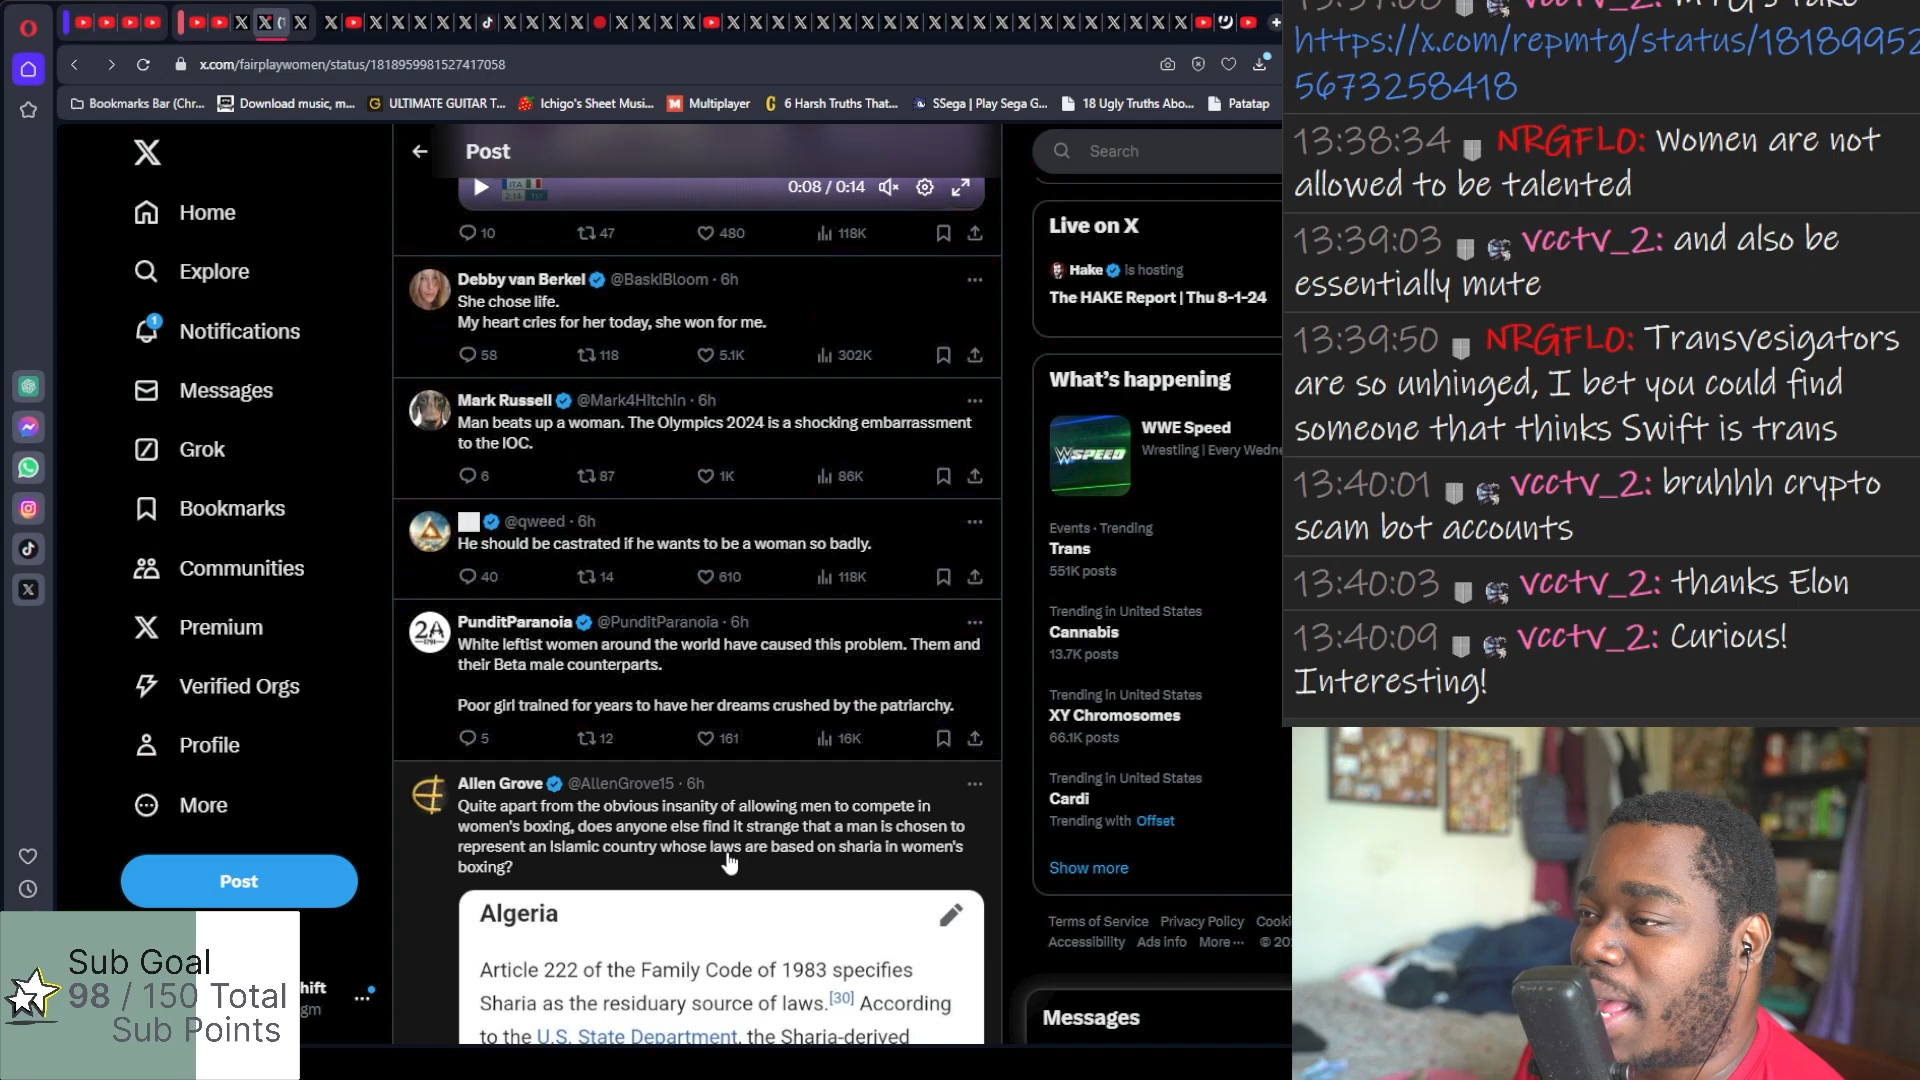 x.com/fairplaywomen/status/1818959981527417058
Bookmarks Bar (Chr...
Download music, m...
ULTIMATE GUITAR T...
Ichigo's Sheet Musi...
Multiplayer
6 Harsh Truths That...
SSega | Play Sega G...
18 Ugly Truths Abo...
Patatap
Home
Explore
1
Notifications
Messages
Grok
Bookmarks
Communities
Premium
Verified Orgs
Profile
More
Post
hift
gm
Sub Goal
98 / 150 Total
Sub Points
Post
ITA
2:14
0:08 / 0:14
10 47 480 118K
Debby van Berkel @BaskiBloom · 6h
She chose life.
My heart cries for her today, she won for me.
58 118 5.1K 302K
Mark Russell @Mark4Hitchin · 6h
Man beats up a woman. The Olympics 2024 is a shocking embarrassment
to the IOC.
6 87 1K 86K
@qweed · 6h
He should be castrated if he wants to be a woman so badly.
40 14 610 118K
2A
1791
PunditParanoia @PunditParanoia · 6h
White leftist women around the world have caused this problem. Them and
their Beta male counterparts.
Poor girl trained for years to have her dreams crushed by the patriarchy.
5 12 161 16K
Allen Grove @AllenGrove15 · 6h
Quite apart from the obvious insanity of allowing men to compete in
women's boxing, does anyone else find it strange that a man is chosen to
represent an Islamic country whose laws are based on sharia in women's
boxing?
Algeria
Article 222 of the Family Code of 1983 specifies
Sharia as the residuary source of laws.[30] According
to the U.S. State Department, the Sharia-derived
Search
Live on X
Hake is hosting
The HAKE Report | Thu 8-1-24
What's happening
WWE Speed
Wrestling | Every Wedne
SPEED
Events · Trending
Trans
551K posts
Trending in United States
Cannabis
13.7K posts
Trending in United States
XY Chromosomes
66.1K posts
Trending in United States
Cardi
Trending with Offset
Show more
Terms of Service Privacy Policy Cooki
Accessibility Ads info More ··· © 20
Messages
https://x.com/repmtg/status/18189952
5673258418
13:38:34 NRGFLO: Women are not
allowed to be talented
13:39:03 vcctv_2: and also be
essentially mute
13:39:50 NRGFLO: Transvesigators
are so unhinged, I bet you could find
someone that thinks Swift is trans
13:40:01 vcctv_2: bruhhh crypto
scam bot accounts
13:40:03 vcctv_2: thanks Elon
13:40:09 vcctv_2: Curious!
Interesting!